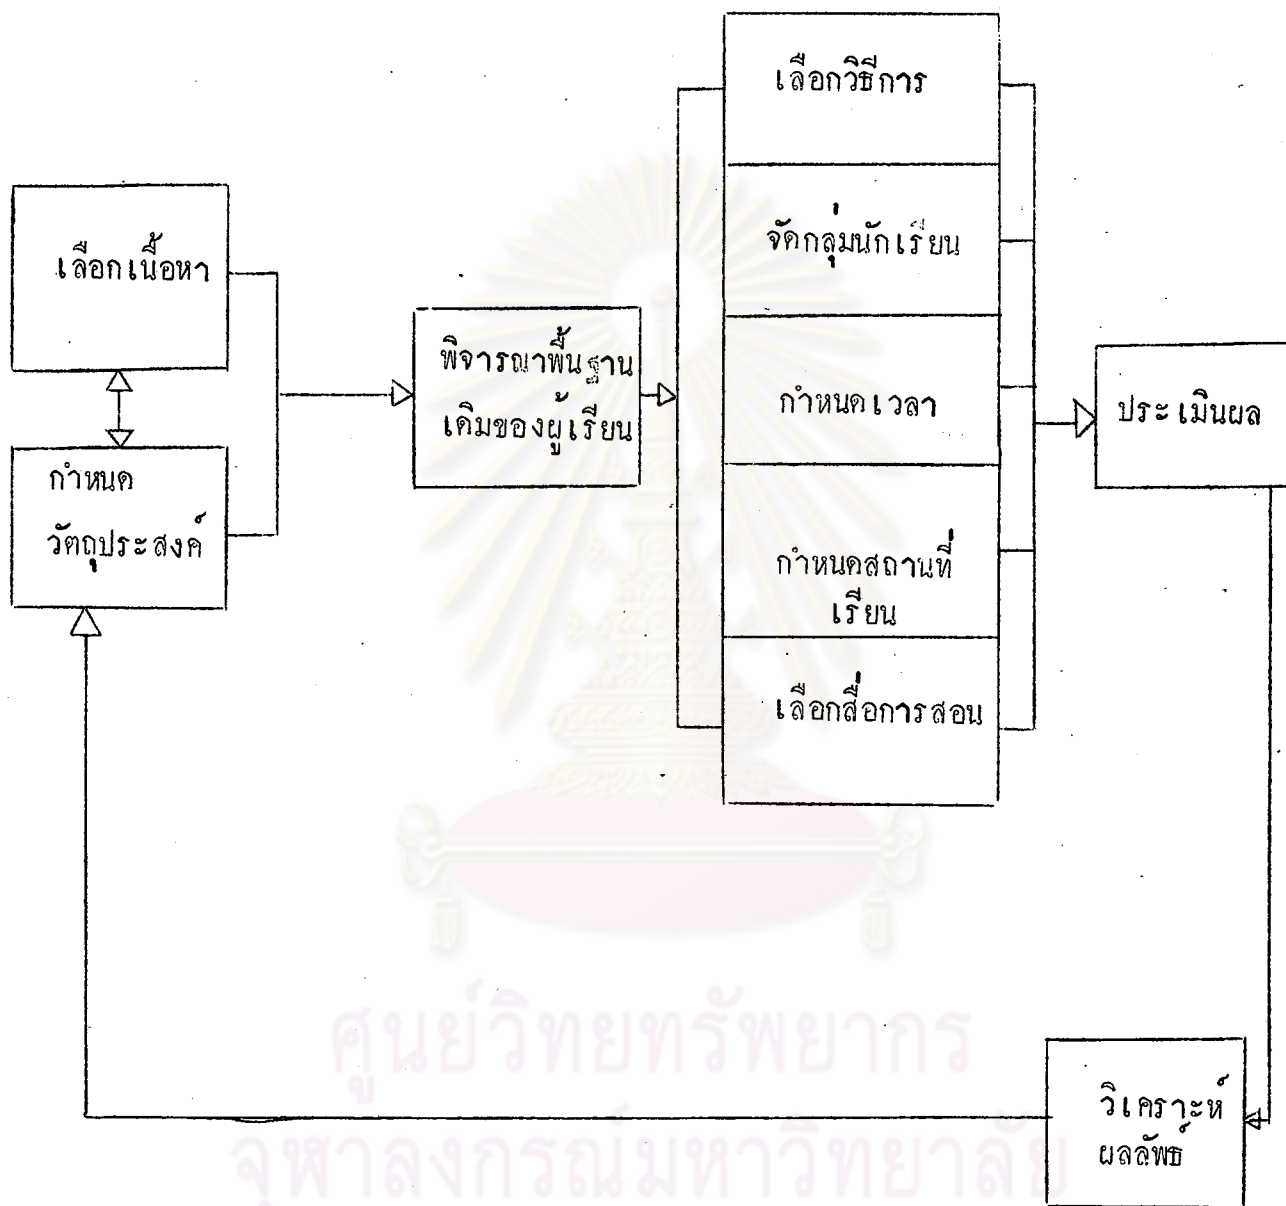 เลือกวิธีการ
จัดกลุ่มนักเรียน
เลือกเนื้อหา
พิจารณาพื้นฐาน
เดิมของผู้เรียน
กำหนดเวลา
ประเมินผล
กำหนด
วัตถุประสงค์
กำหนดสถานที่
เรียน
เลือกสื่อการสอน
ศูนย์วิทยทรัพยากร
จุฬาลงกรณ์มหาวิทยาลัย
วิเคราะห์
ผลลัพธ์